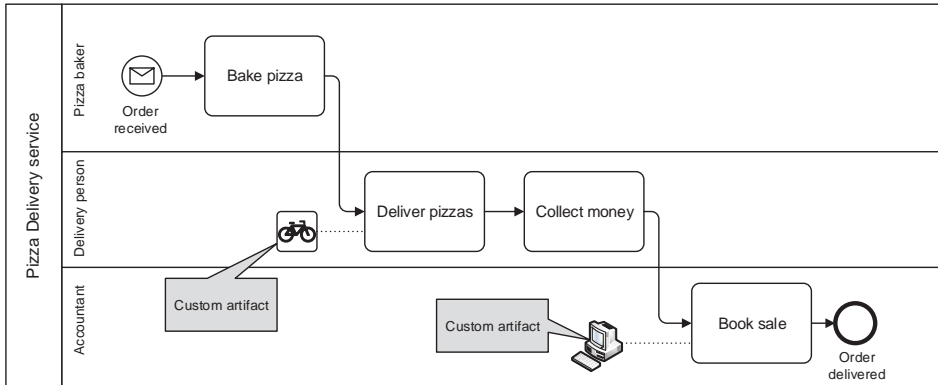 Pizza Delivery service
Pizza baker
Order
received
Bake pizza
Delivery person
Deliver pizzas
Collect money
Custom artifact
Accountant
Custom artifact
Book sale
Order
delivered